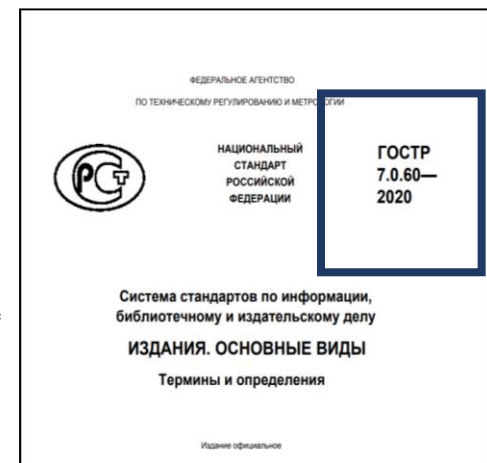 ФЕДЕРАЛЬНОЕ АГЕНТСТВО
ПО ТЕХНИЧЕСКОМУ РЕГУЛИРОВАНИЮ И МЕТРОЛОГИИ
РСТ
НАЦИОНАЛЬНЫЙ
СТАНДАРТ
РОССИЙСКОЙ
ФЕДЕРАЦИИ
ГОСТР
7.0.60—
2020
Система стандартов по информации,
библиотечному и издательскому делу
ИЗДАНИЯ. ОСНОВНЫЕ ВИДЫ
Термины и определения
Издание официальное